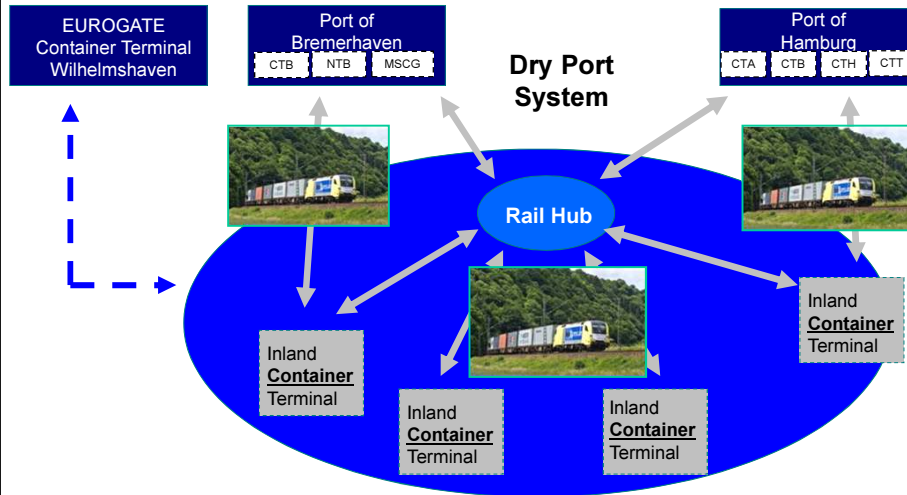 EUROGATE
Container Terminal
Wilhelmshaven
Port of
Bremerhaven
CTB
NTB
MSCG
Port of
Hamburg
CTA
CTB
CTH
CTT
Dry Port
System
Rail Hub
Inland
Container
Terminal
Inland
Container
Terminal
Inland
Container
Terminal
Inland
Container
Terminal